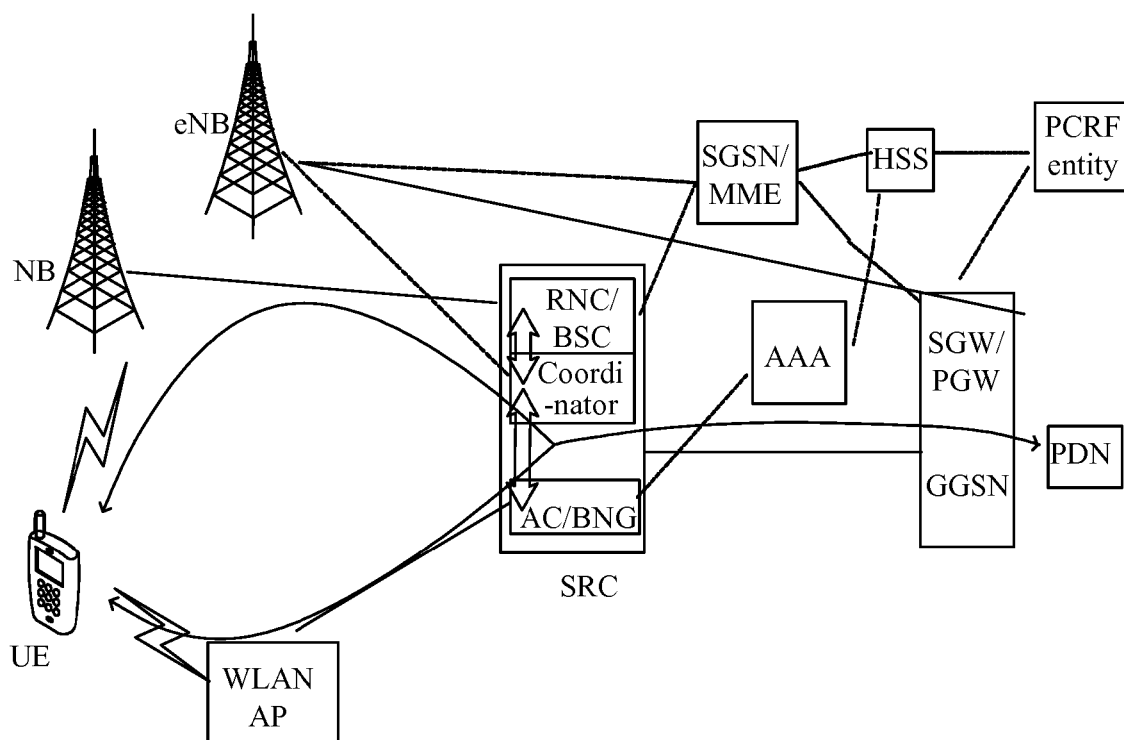 eNB
NB
SGSN/
MME
HSS
PCRF
entity
RNC/
BSC
Coordi
-nator
AC/BNG
SRC
AAA
SGW/
PGW
GGSN
PDN
UE
WLAN
AP